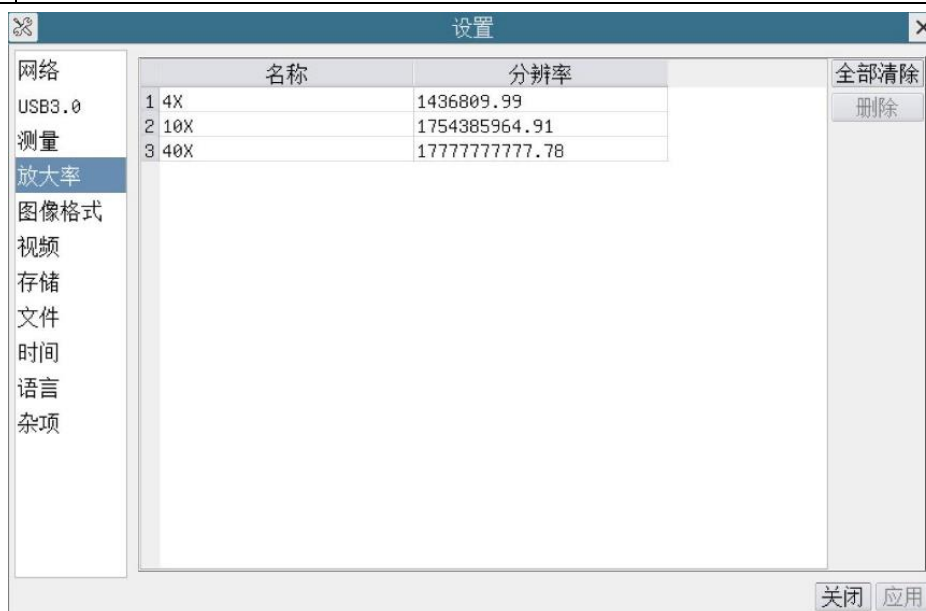 设置
网络
USB3.0
测量
放大率
图像格式
视频
存储
文件
时间
语言
杂项
名称 分辨率
1 4X 1436809.99
2 10X 1754385964.91
3 40X 17777777777.78
全部清除
删除
关闭 应用